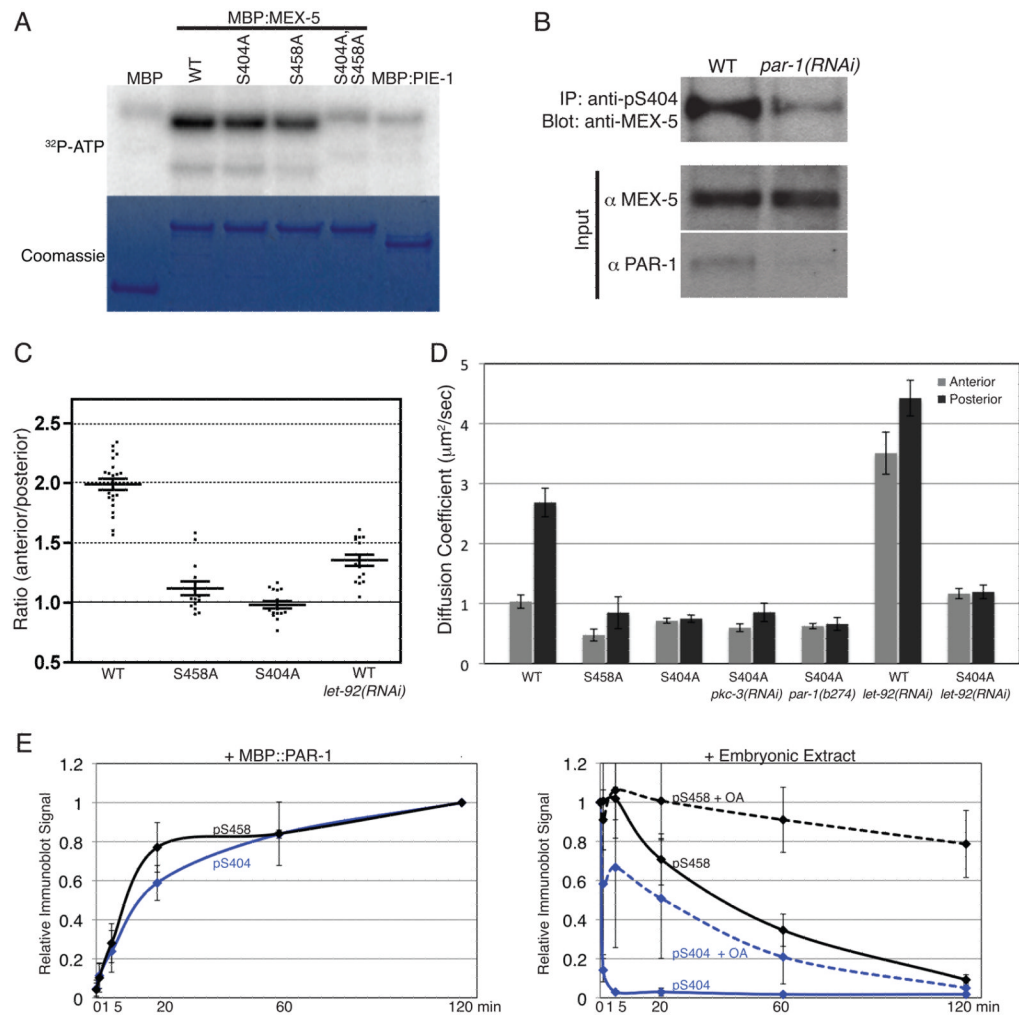 A
MBP:MEX-5
MBP
WT
S404A
S458A
S404A,
S458A
MBP:PIE-1
32P-ATP
Coomassie
B
WT
par-1(RNAi)
IP: anti-pS404
Blot: anti-MEX-5
Input
α MEX-5
α PAR-1
C
Ratio (anterior/posterior)
2.5
2.0
1.5
1.0
0.5
WT
S458A
S404A
WT
let-92(RNAi)
D
Diffusion Coefficient (μm²/sec)
5
4
3
2
1
0
Anterior
Posterior
WT
S458A
S404A
S404A
pkc-3(RNAi)
S404A
par-1(b274)
WT
let-92(RNAi)
S404A
let-92(RNAi)
E
+ MBP::PAR-1
Relative Immunoblot Signal
1.2
1
0.8
0.6
0.4
0.2
0
pS458
pS404
0 1 5 20 60 120 min
+ Embryonic Extract
Relative Immunoblot Signal
1.2
1
0.8
0.6
0.4
0.2
0
pS458 + OA
pS458
pS404 + OA
pS404
0 1 5 20 60 120 min